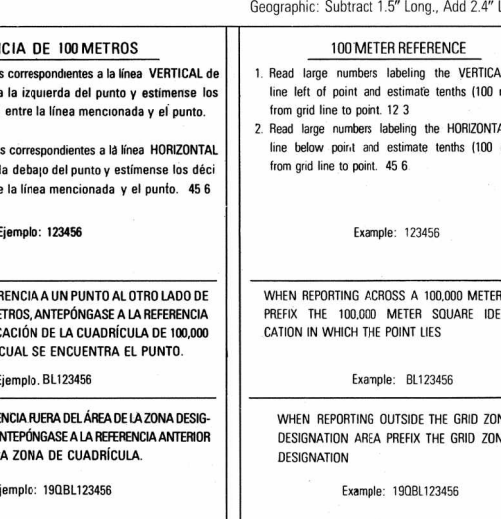 Geographic: Subtract 1.5" Long., Add 2.4"
CIA DE 100 METROS
s correspondientes a la línea VERTICAL de
a la izquierda del punto y estímense los
entre la línea mencionada y el punto.
s correspondientes a la línea HORIZONTAL
la debajo del punto y estímense los déci
e la línea mencionada y el punto. 45 6
Ejemplo: 123456
RENCIA A UN PUNTO AL OTRO LADO DE
ETROS, ANTEPÓNGASE A LA REFERENCIA
CACIÓN DE LA CUADRÍCULA DE 100,000
CUAL SE ENCUENTRA EL PUNTO.
Ejemplo. BL123456
ENCIA FUERA DEL ÁREA DE LA ZONA DESIG-
NTEPÓNGASE A LA REFERENCIA ANTERIOR
A ZONA DE CUADRÍCULA.
jemplo: 19QBL123456
100 METER REFERENCE
1. Read large numbers labeling the VERTICA
line left of point and estimate tenths (100
from grid line to point. 12 3
2. Read large numbers labeling the HORIZONTA
line below point and estimate tenths (100
from grid line to point. 45 6
Example: 123456
WHEN REPORTING ACROSS A 100,000 METER
PREFIX THE 100,000 METER SQUARE IDE
CATION IN WHICH THE POINT LIES
Example: BL123456
WHEN REPORTING OUTSIDE THE GRID ZON
DESIGNATION AREA PREFIX THE GRID ZON
DESIGNATION
Example: 19QBL123456